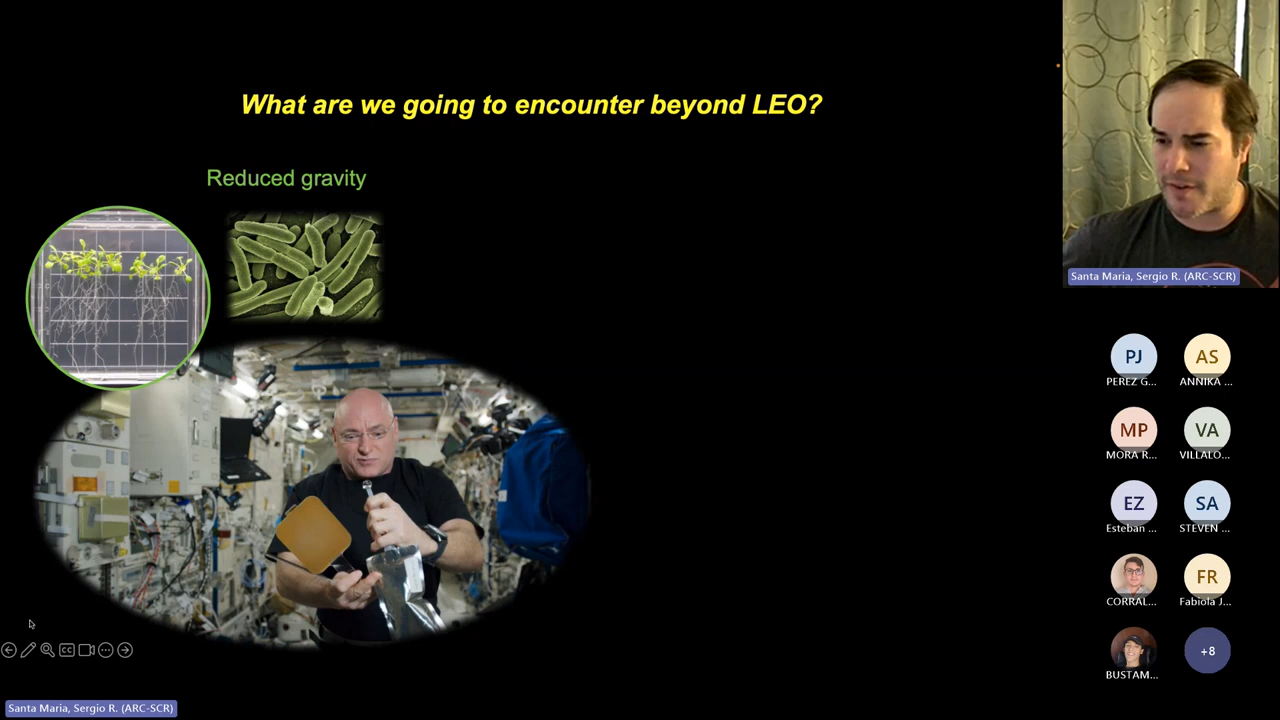 What are we going to encounter beyond LEO?
Reduced gravity
Santa Maria, Sergio R. (ARC-SCR)
PJ
AS
PEREZ G...
ANNIKA ...
MP
VA
MORA R...
VILLALO...
EZ
SA
Esteban ...
STEVEN ...
FR
CORRAL...
Fabiola J...
+8
BUSTAM...
CC
Santa Maria, Sergio R. (ARC-SCR)